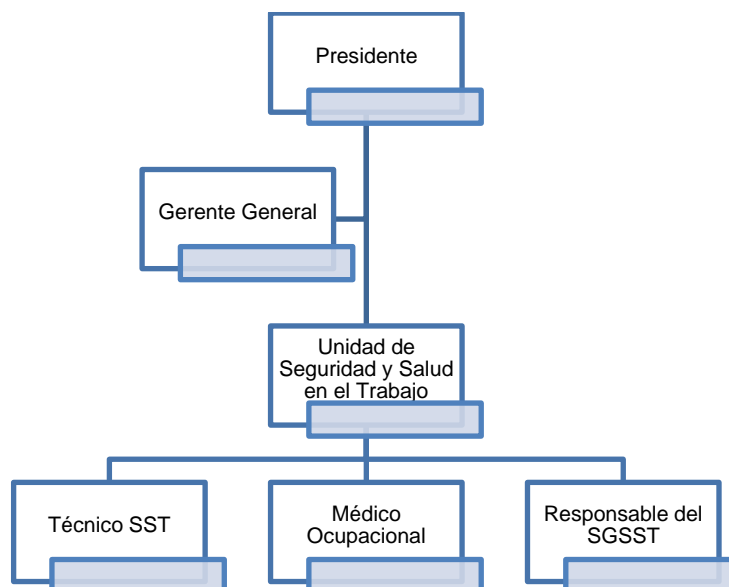 Presidente
Gerente General
Unidad de
Seguridad y Salud
en el Trabajo
Técnico SST
Médico
Ocupacional
Responsable del
SGSST